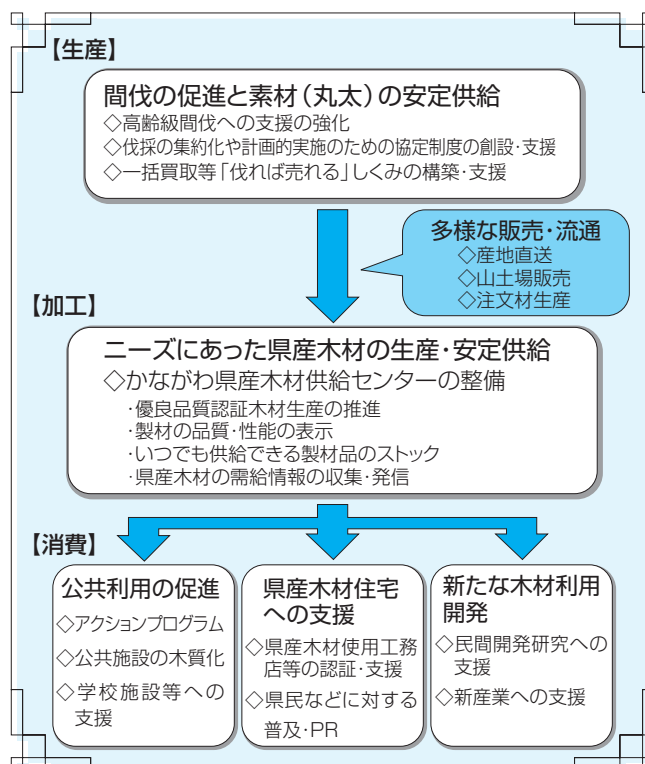 【生産】
間伐の促進と素材（丸太）の安定供給
◇高齢級間伐への支援の強化
◇伐採の集約化や計画的実施のための協定制度の創設・支援
◇一括買取等「伐れば売れる」しくみの構築・支援
多様な販売・流通
◇産地直送
◇山土場販売
◇注文材生産
【加工】
ニーズにあった県産木材の生産・安定供給
◇かながわ県産木材供給センターの整備
・優良品質認証木材生産の推進
・製材の品質・性能の表示
・いつでも供給できる製材品のストック
・県産木材の需給情報の収集・発信
【消費】
公共利用の促進
◇アクションプログラム
◇公共施設の木質化
◇学校施設等への
支援
県産木材住宅
への支援
◇県産木材使用工務
店等の認証・支援
◇県民などに対する
普及・PR
新たな木材利用
開発
◇民間開発研究への
支援
◇新産業への支援